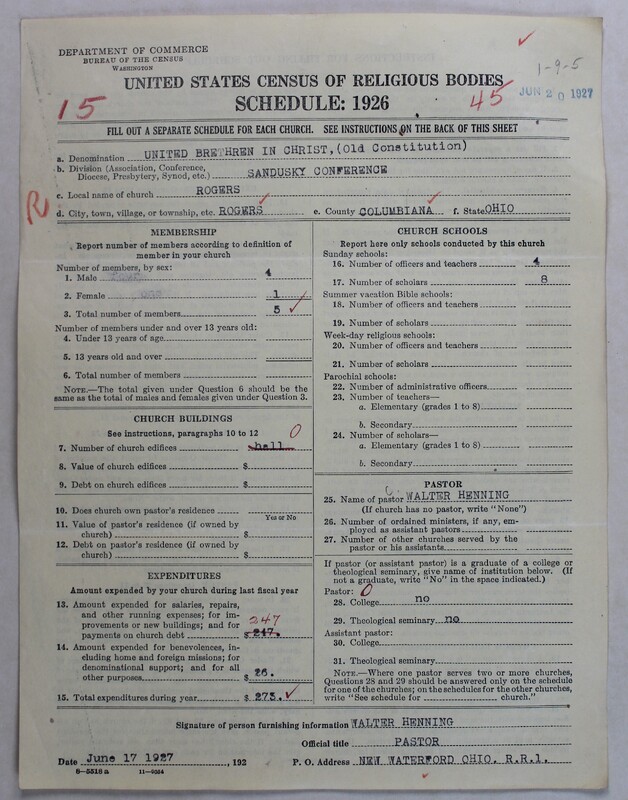 DEPARTMENT OF COMMERCE
BUREAU OF THE CENSUS
WASHINGTON
1-9-5
UNITED STATES CENSUS OF RELIGIOUS BODIES
JUN 20 1927
15
SCHEDULE: 1926
45
FILL OUT A SEPARATE SCHEDULE FOR EACH CHURCH. SEE INSTRUCTIONS ON THE BACK OF THIS SHEET
a. Denomination UNITED BRETHREN IN CHRIST, (Old Constitution)
b. Division (Association, Conference, Diocese, Presbytery, Synod, etc.) SANDUSKY CONFERENCE
c. Local name of church ROGERS
R
d. City, town, village, or township, etc. ROGERS e. County COLUMBIANA f. State OHIO
MEMBERSHIP
Report number of members according to definition of
member in your church
Number of members, by sex:
1. Male 4
2. Female 1
3. Total number of members 5
Number of members under and over 13 years old:
4. Under 13 years of age
5. 13 years old and over
6. Total number of members
NOTE.—The total given under Question 6 should be the
same as the total of males and females given under Question 3.
CHURCH BUILDINGS
See instructions, paragraphs 10 to 12 0
7. Number of church edifices hall
8. Value of church edifices $
9. Debt on church edifices $
10. Does church own pastor's residence
Yes or No
11. Value of pastor's residence (if owned by
church) $
12. Debt on pastor's residence (if owned by
church) $
EXPENDITURES
Amount expended by your church during last fiscal year
13. Amount expended for salaries, repairs,
and other running expenses; for im-
provements or new buildings; and for 247
payments on church debt $ 247.
14. Amount expended for benevolences, in-
cluding home and foreign missions; for
denominational support; and for all
other purposes $ 26.
15. Total expenditures during year $ 273.
CHURCH SCHOOLS
Report here only schools conducted by this church
Sunday schools:
16. Number of officers and teachers 4
17. Number of scholars 8
Summer vacation Bible schools:
18. Number of officers and teachers
19. Number of scholars
Week-day religious schools:
20. Number of officers and teachers
21. Number of scholars
Parochial schools:
22. Number of administrative officers
23. Number of teachers—
a. Elementary (grades 1 to 8)
b. Secondary
24. Number of scholars—
a. Elementary (grades 1 to 8)
b. Secondary
PASTOR
25. Name of pastor WALTER HENNING
(If church has no pastor, write "None")
26. Number of ordained ministers, if any, em-
ployed as assistant pastors
27. Number of other churches served by the
pastor or his assistants
If pastor (or assistant pastor) is a graduate of a college or
theological seminary, give name of institution below. (If
not a graduate, write "No" in the space indicated.)
Pastor: 0
28. College no
29. Theological seminary no
Assistant pastor:
30. College
31. Theological seminary
NOTE.—Where one pastor serves two or more churches,
Questions 28 and 29 should be answered only on the schedule
for one of the churches; on the schedules for the other churches,
write "See schedule for church."
Signature of person furnishing information WALTER HENNING
Official title PASTOR
Date June 17 1927 , 192 P. O. Address NEW WATERFORD OHIO. R.R.1.
8—5518 a 11—9034